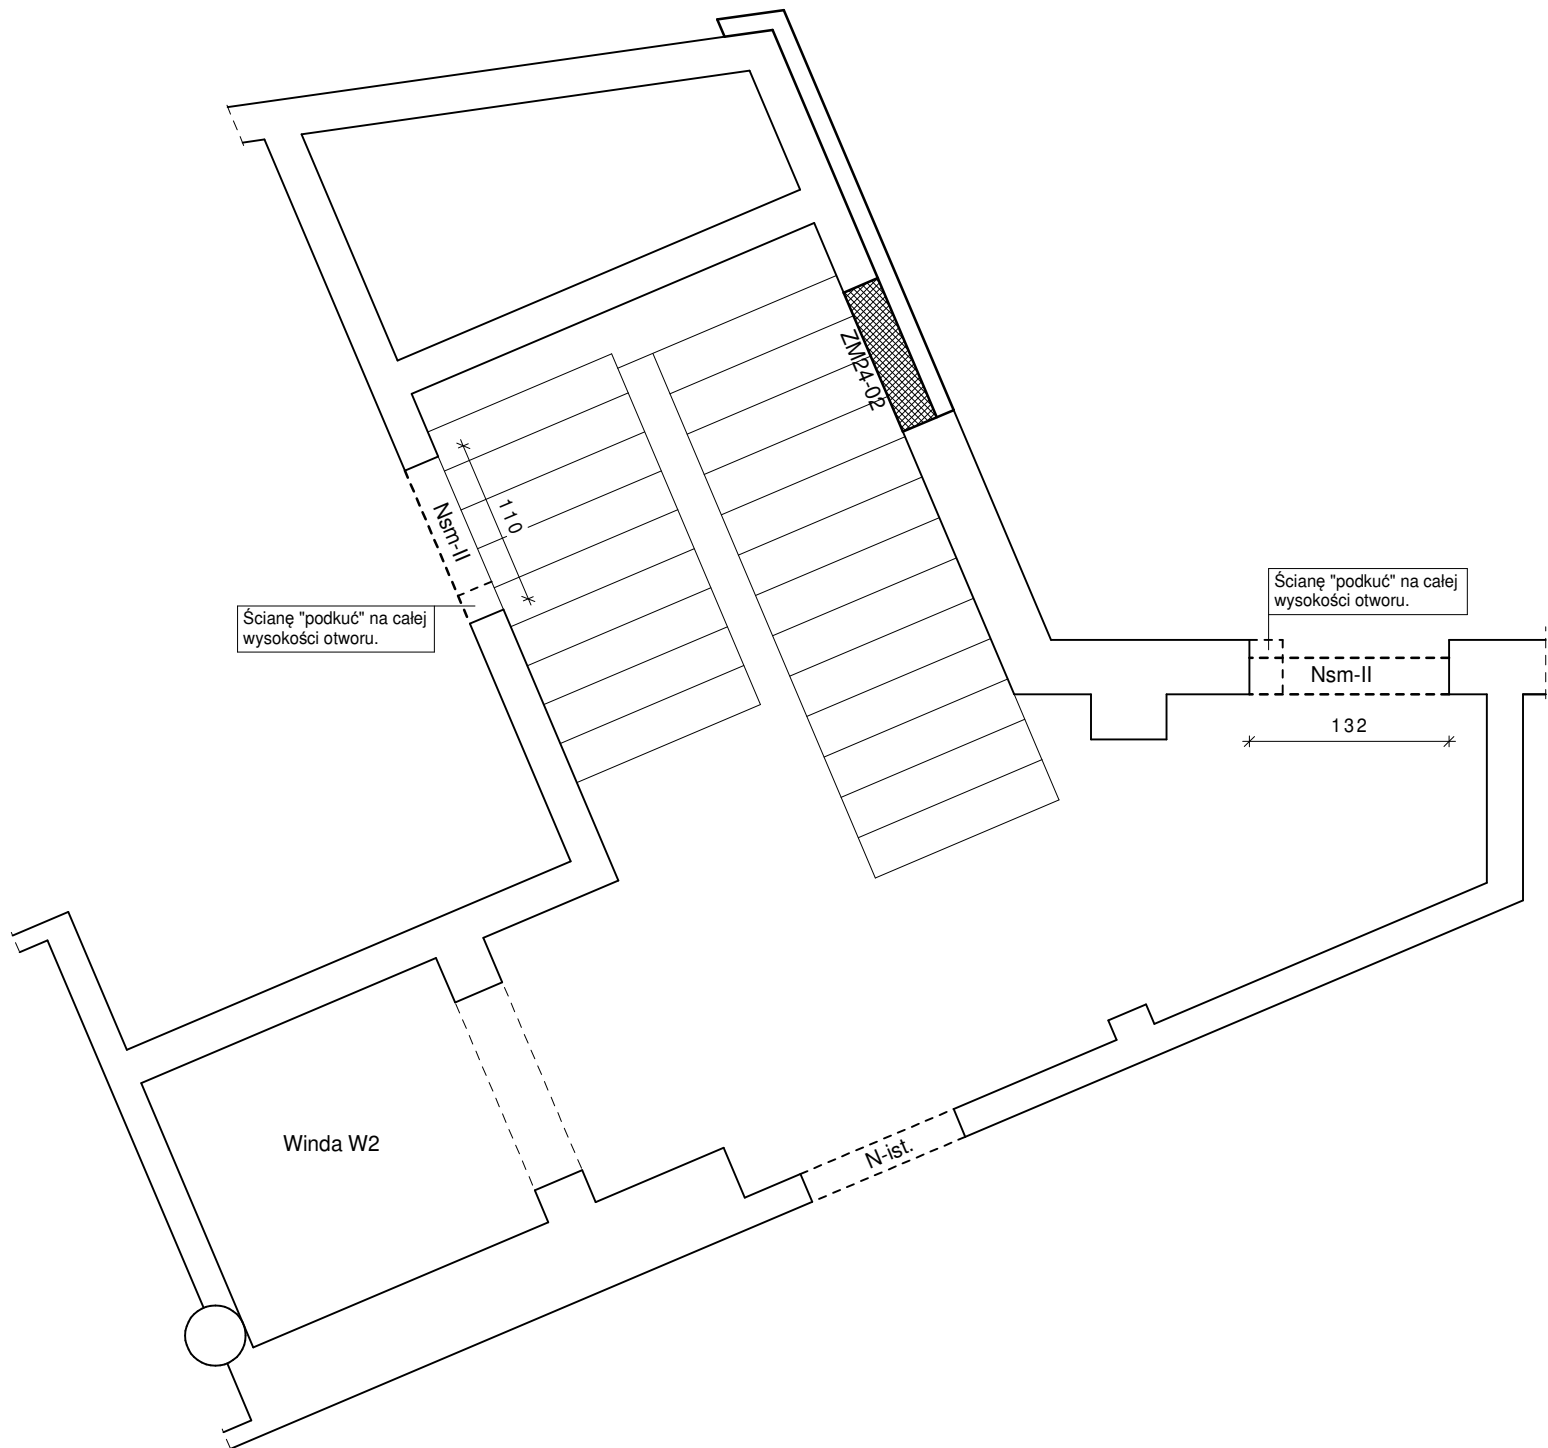 ZM24-02
110
Nsm-II
Ścianę "podkuć" na całej
wysokości otworu.
Ścianę "podkuć" na całej
wysokości otworu.
Nsm-II
132
Winda W2
N-ist.